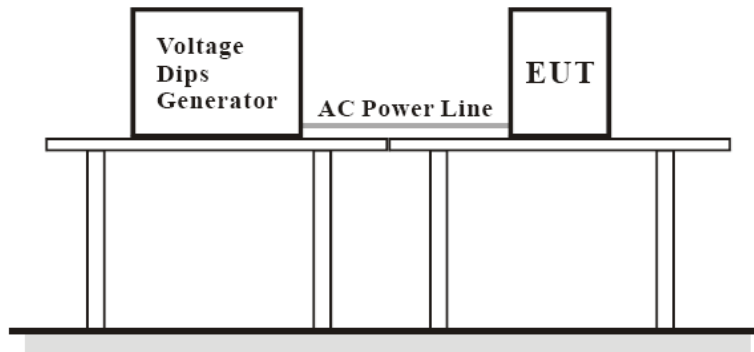 Voltage
Dips
Generator
AC Power Line
EUT